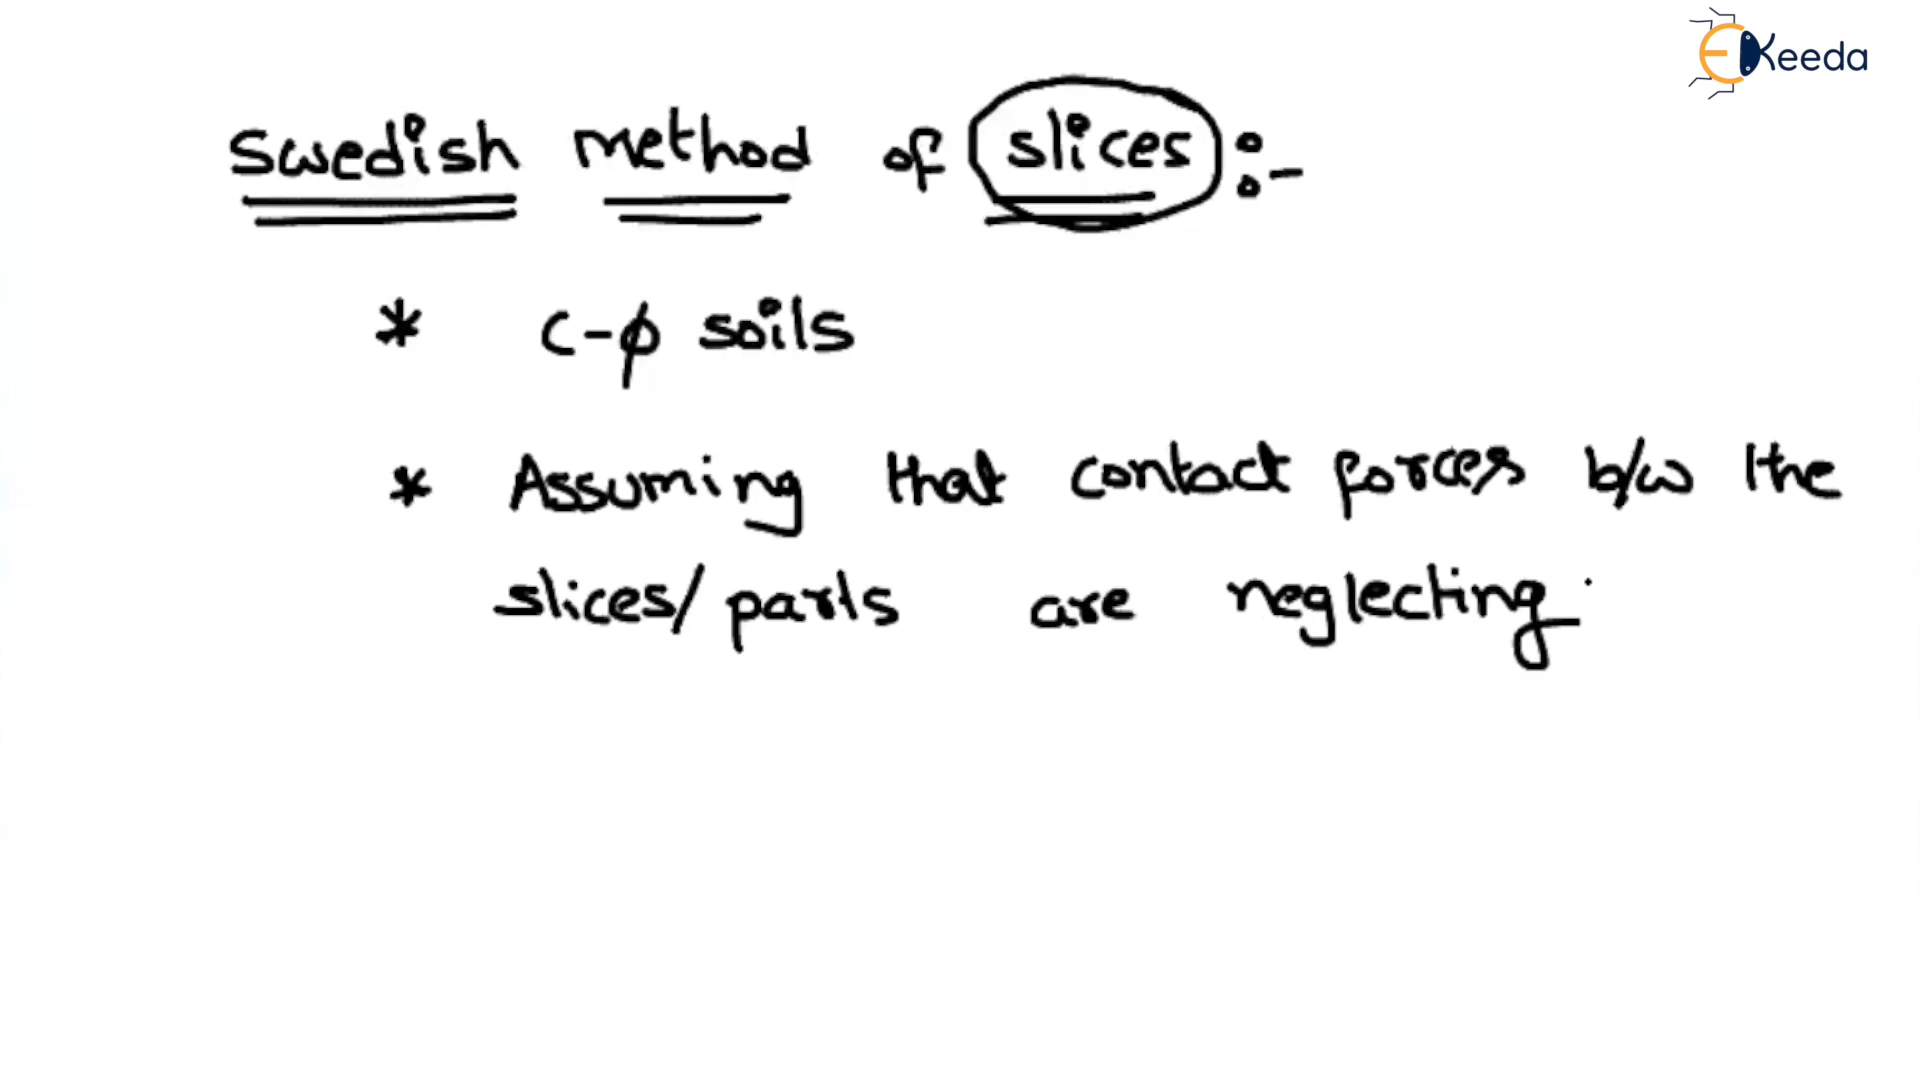 EKeeda
Swedish method of slices :-
* C-ϕ soils
* Assuming that contact forces b/w the
slices/parts are neglecting.